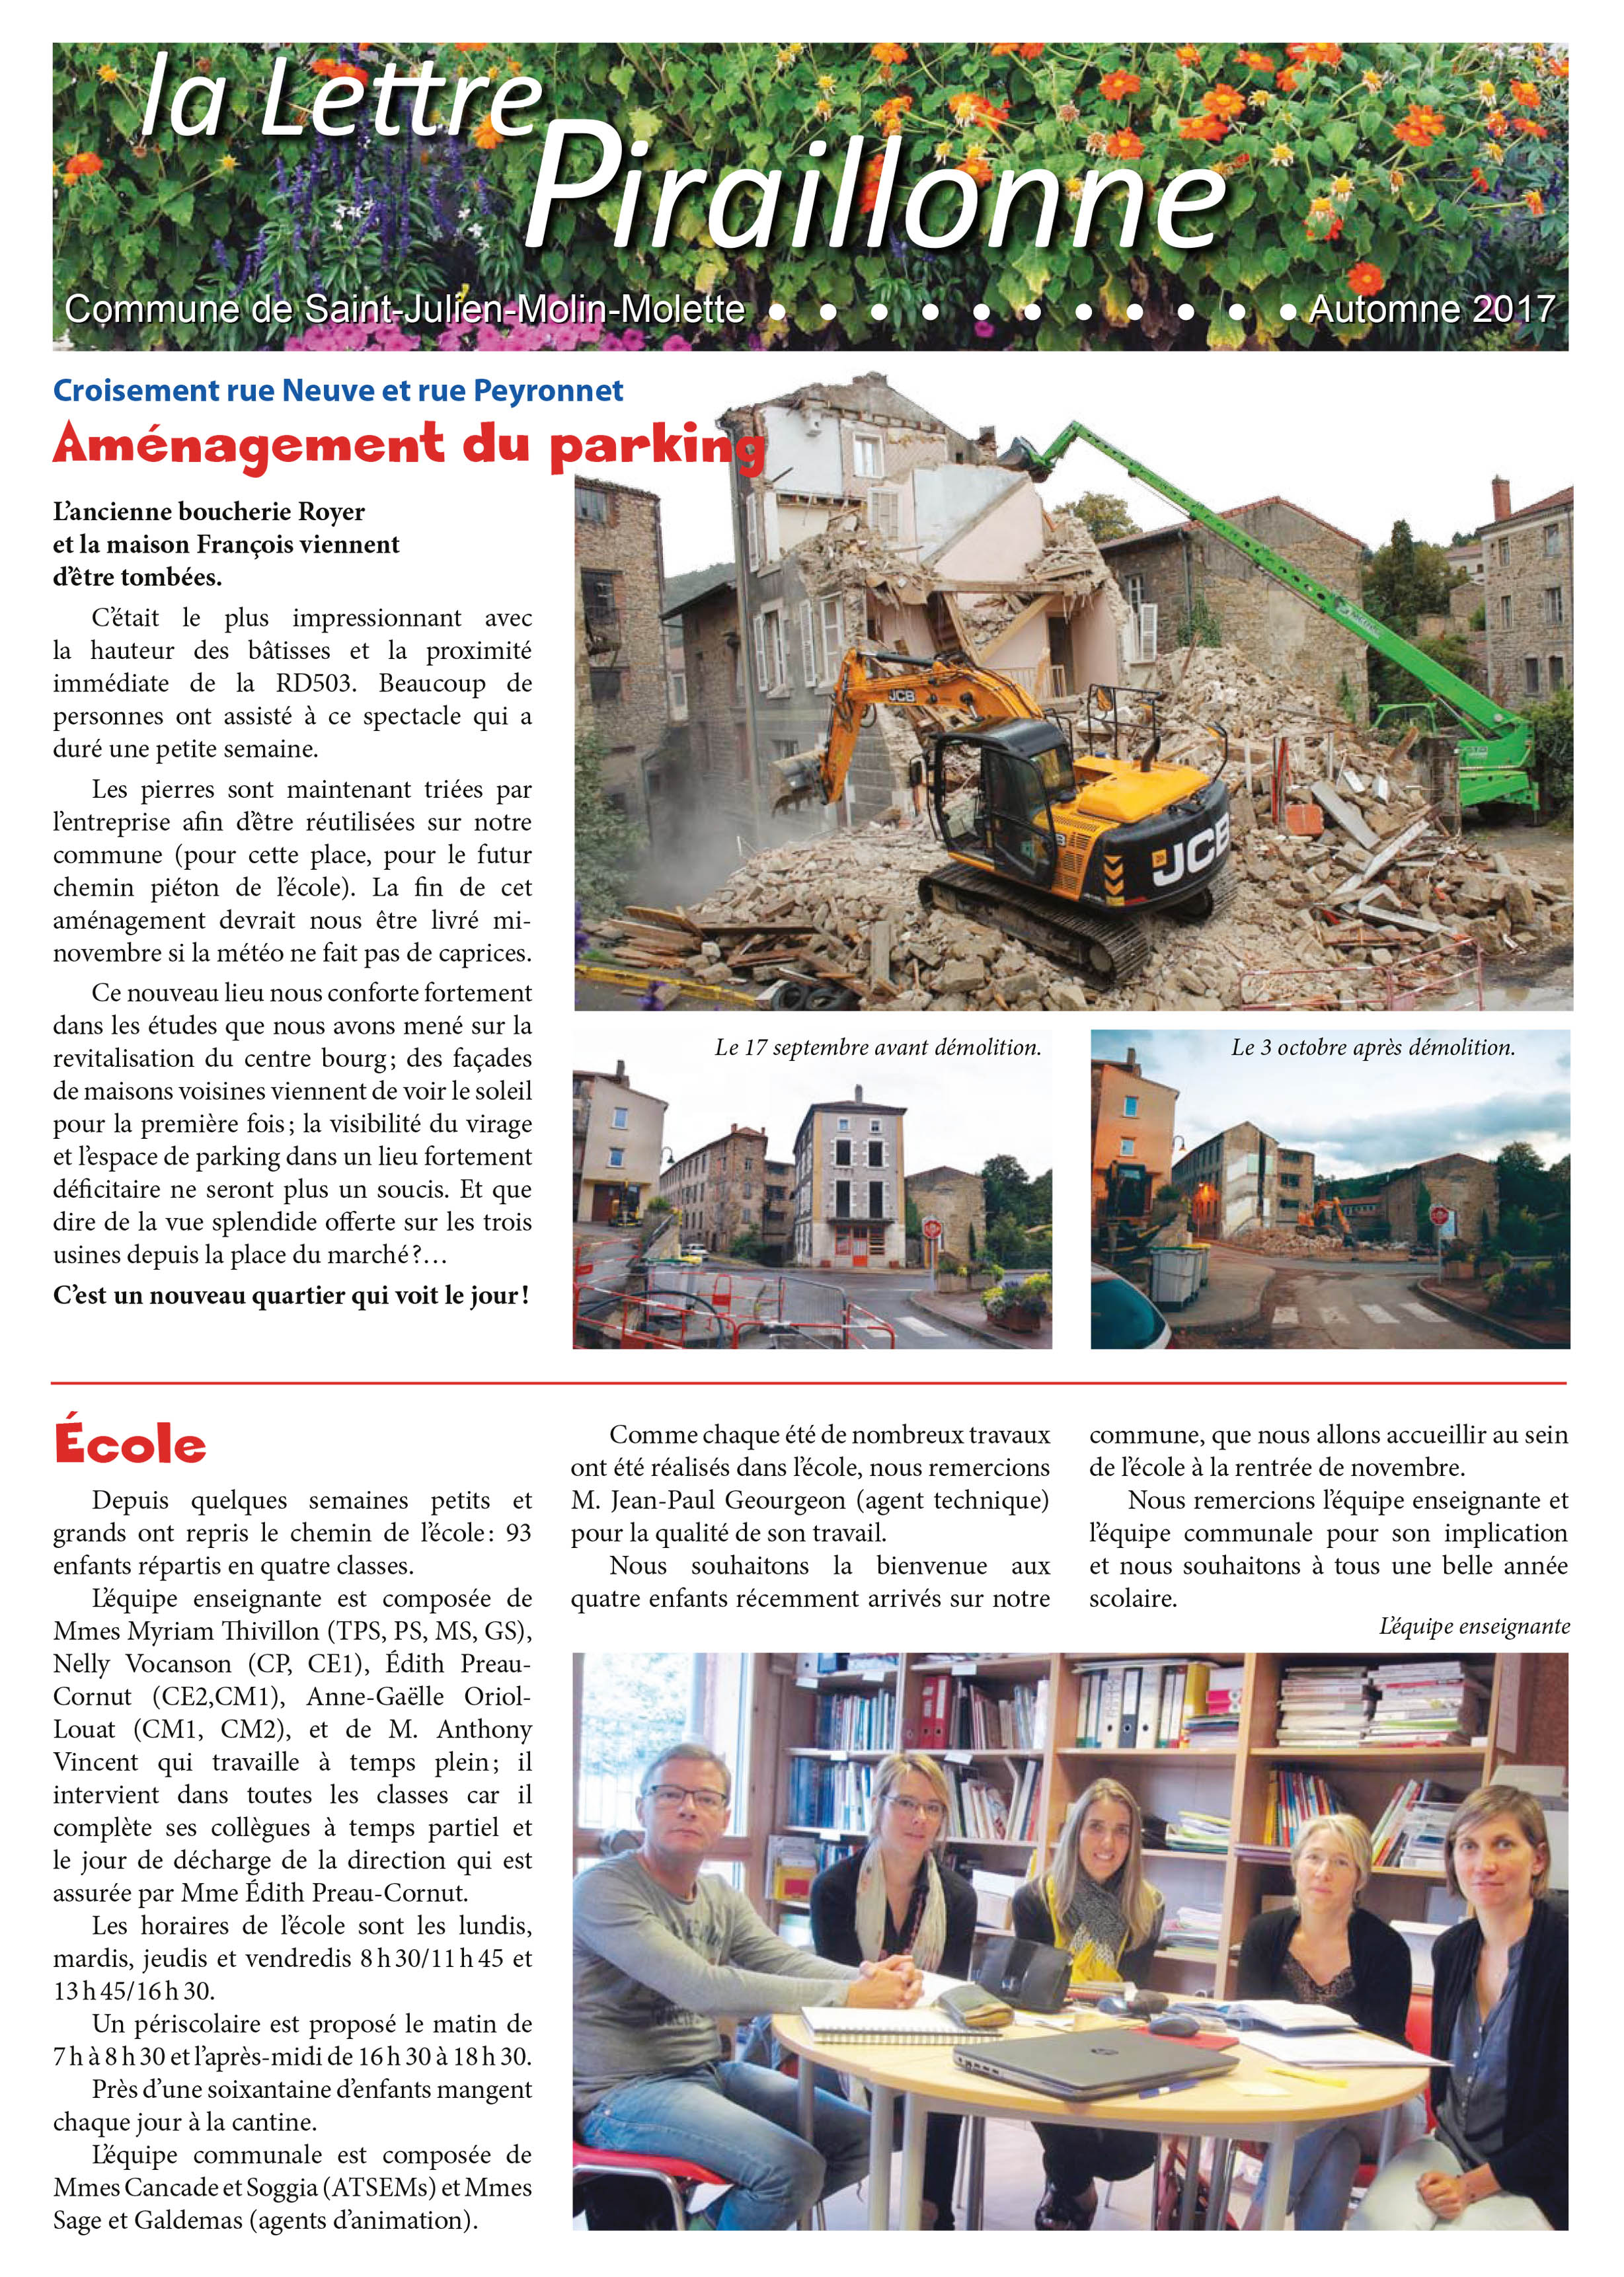 la Lettre
Piraillonne
Commune de Saint-Julien-Molin-Molette • • • • • • • • • • • Automne 2017
Croisement rue Neuve et rue Peyronnet
Aménagement du parking
L'ancienne boucherie Royer
et la maison François viennent
d'être tombées.
C'était le plus impressionnant avec
la hauteur des bâtisses et la proximité
immédiate de la RD503. Beaucoup de
personnes ont assisté à ce spectacle qui a
duré une petite semaine.
Les pierres sont maintenant triées par
l'entreprise afin d'être réutilisées sur notre
commune (pour cette place, pour le futur
chemin piéton de l'école). La fin de cet
aménagement devrait nous être livré mi-
novembre si la météo ne fait pas de caprices.
Ce nouveau lieu nous conforte fortement
dans les études que nous avons mené sur la
revitalisation du centre bourg ; des façades
de maisons voisines viennent de voir le soleil
pour la première fois ; la visibilité du virage
et l'espace de parking dans un lieu fortement
déficitaire ne seront plus un soucis. Et que
dire de la vue splendide offerte sur les trois
usines depuis la place du marché ?…
C'est un nouveau quartier qui voit le jour !
JCB
JCB
Le 17 septembre avant démolition.
Le 3 octobre après démolition.
École
Depuis quelques semaines petits et
grands ont repris le chemin de l'école : 93
enfants répartis en quatre classes.
L'équipe enseignante est composée de
Mmes Myriam Thivillon (TPS, PS, MS, GS),
Nelly Vocanson (CP, CE1), Édith Preau-
Cornut (CE2,CM1), Anne-Gaëlle Oriol-
Louat (CM1, CM2), et de M. Anthony
Vincent qui travaille à temps plein ; il
intervient dans toutes les classes car il
complète ses collègues à temps partiel et
le jour de décharge de la direction qui est
assurée par Mme Édith Preau-Cornut.
Les horaires de l'école sont les lundis,
mardis, jeudis et vendredis 8 h 30/11 h 45 et
13 h 45/16 h 30.
Un périscolaire est proposé le matin de
7 h à 8 h 30 et l'après-midi de 16 h 30 à 18 h 30.
Près d'une soixantaine d'enfants mangent
chaque jour à la cantine.
L'équipe communale est composée de
Mmes Cancade et Soggia (ATSEMs) et Mmes
Sage et Galdemas (agents d'animation).
Comme chaque été de nombreux travaux
ont été réalisés dans l'école, nous remercions
M. Jean-Paul Geourgeon (agent technique)
pour la qualité de son travail.
Nous souhaitons la bienvenue aux
quatre enfants récemment arrivés sur notre
commune, que nous allons accueillir au sein
de l'école à la rentrée de novembre.
Nous remercions l'équipe enseignante et
l'équipe communale pour son implication
et nous souhaitons à tous une belle année
scolaire.
L'équipe enseignante